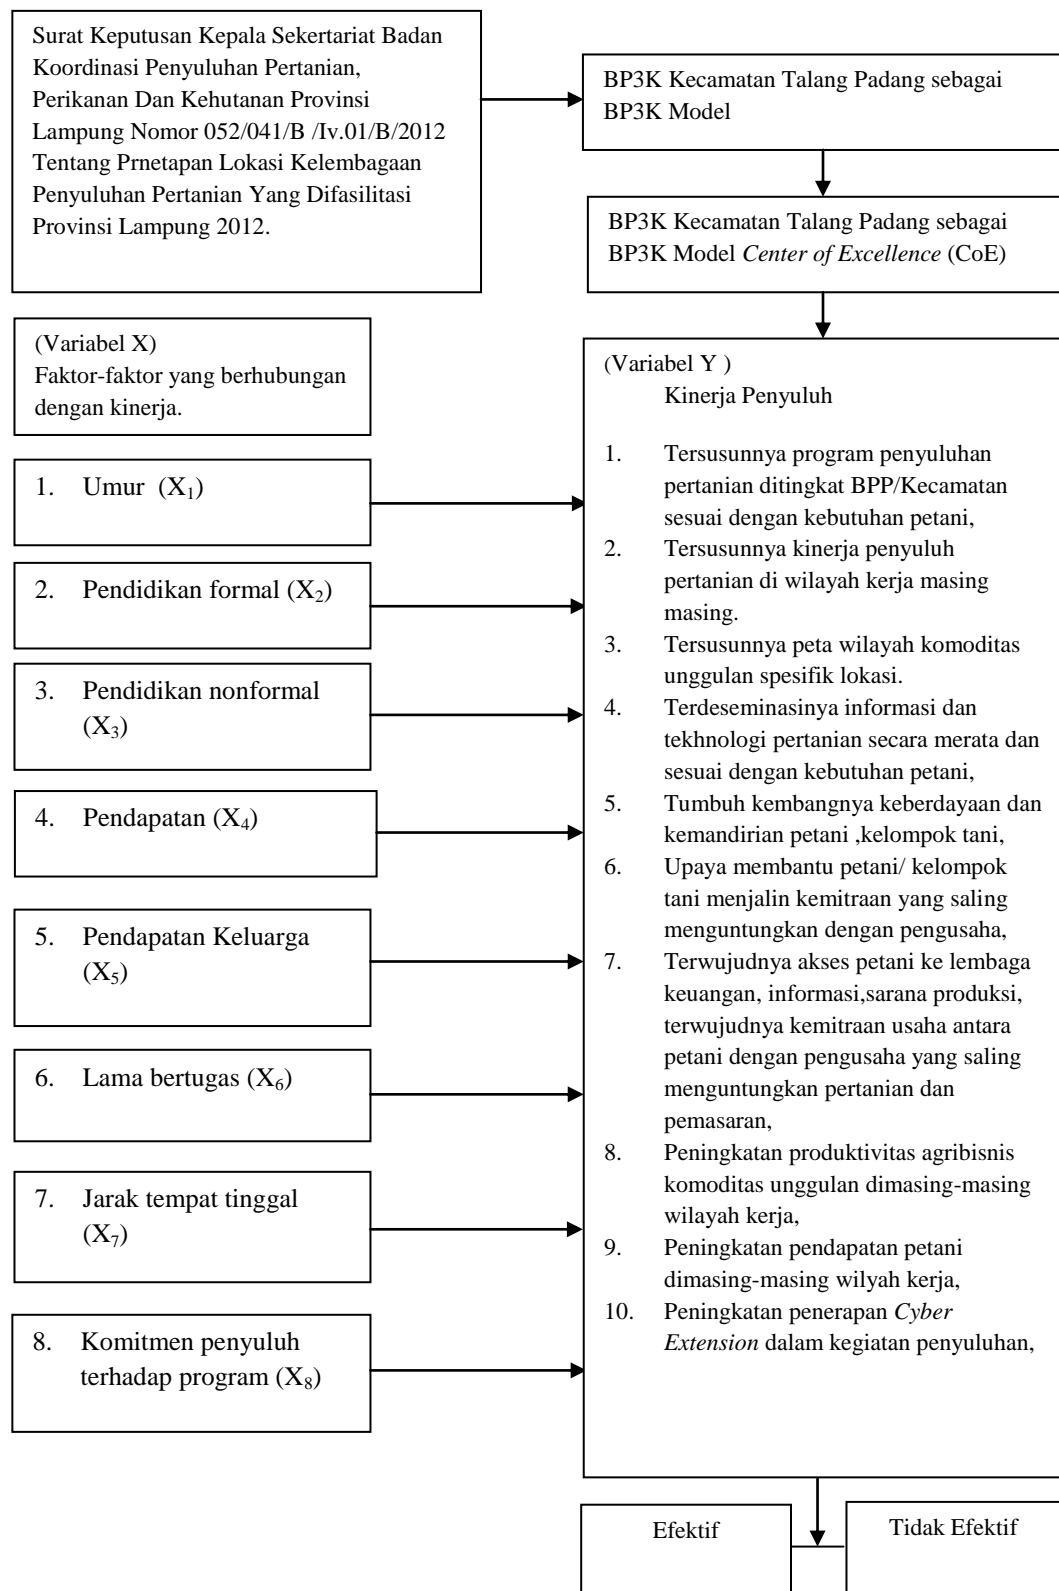 Surat Keputusan Kepala Sekertariat Badan
Koordinasi Penyuluhan Pertanian,
Perikanan Dan Kehutanan Provinsi
Lampung Nomor 052/041/B /Iv.01/B/2012
Tentang Prnetapan Lokasi Kelembagaan
Penyuluhan Pertanian Yang Difasilitasi
Provinsi Lampung 2012.
BP3K Kecamatan Talang Padang sebagai
BP3K Model
BP3K Kecamatan Talang Padang sebagai
BP3K Model Center of Excellence (CoE)
(Variabel X)
Faktor-faktor yang berhubungan
dengan kinerja.
1. Umur (X₁)
2. Pendidikan formal (X₂)
3. Pendidikan nonformal
(X₃)
4. Pendapatan (X₄)
5. Pendapatan Keluarga
(X₅)
6. Lama bertugas (X₆)
7. Jarak tempat tinggal
(X₇)
8. Komitmen penyuluh
terhadap program (X₈)
(Variabel Y )
Kinerja Penyuluh
1. Tersusunnya program penyuluhan
pertanian ditingkat BPP/Kecamatan
sesuai dengan kebutuhan petani,
2. Tersusunnya kinerja penyuluh
pertanian di wilayah kerja masing
masing.
3. Tersusunnya peta wilayah komoditas
unggulan spesifik lokasi.
4. Terdeseminasinya informasi dan
tekhnologi pertanian secara merata dan
sesuai dengan kebutuhan petani,
5. Tumbuh kembangnya keberdayaan dan
kemandirian petani ,kelompok tani,
6. Upaya membantu petani/ kelompok
tani menjalin kemitraan yang saling
menguntungkan dengan pengusaha,
7. Terwujudnya akses petani ke lembaga
keuangan, informasi,sarana produksi,
terwujudnya kemitraan usaha antara
petani dengan pengusaha yang saling
menguntungkan pertanian dan
pemasaran,
8. Peningkatan produktivitas agribisnis
komoditas unggulan dimasing-masing
wilayah kerja,
9. Peningkatan pendapatan petani
dimasing-masing wilyah kerja,
10. Peningkatan penerapan Cyber
Extension dalam kegiatan penyuluhan,
Efektif
Tidak Efektif